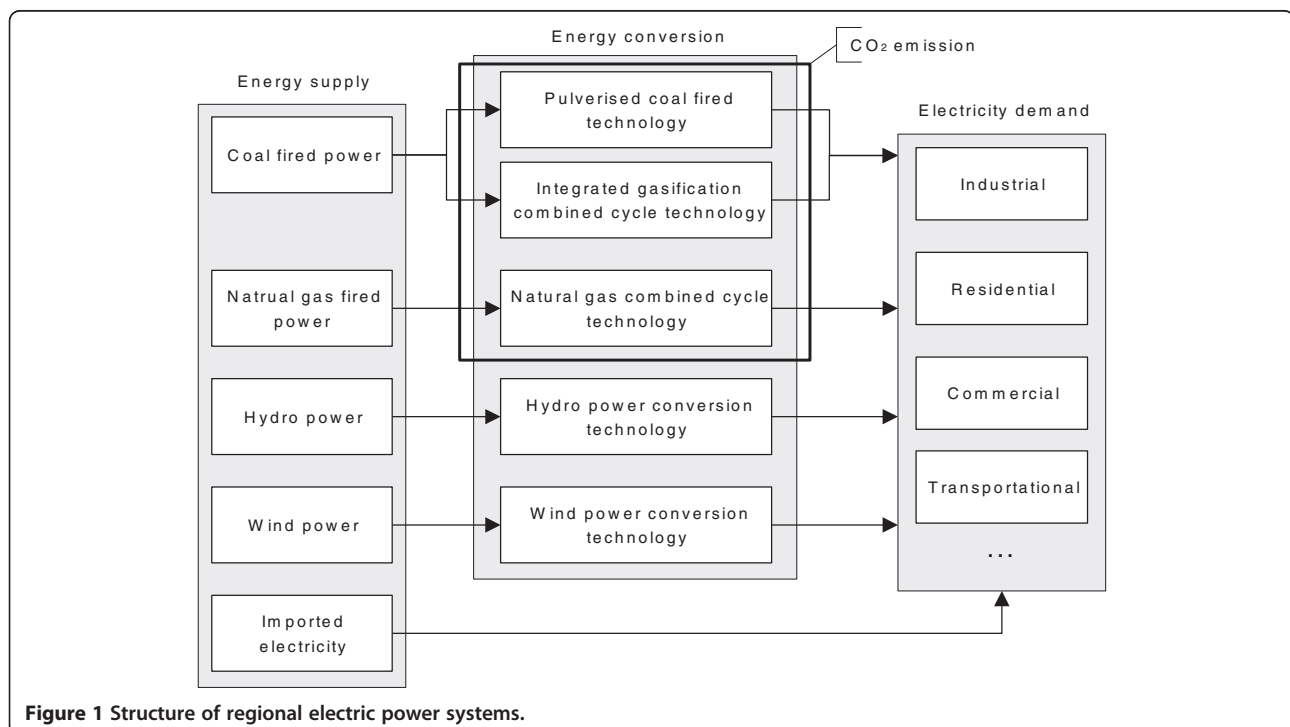 Energy conversion
CO₂ emission
Energy supply
Pulverised coal fired
technology
Electricity demand
Coal fired power
Integrated gasification
combined cycle technology
Industrial
Natrual gas fired
power
Natural gas combined cycle
technology
Residential
Hydro power
Hydro power conversion
technology
Commercial
Wind power
Wind power conversion
technology
Transportational
...
Imported
electricity
Figure 1 Structure of regional electric power systems.